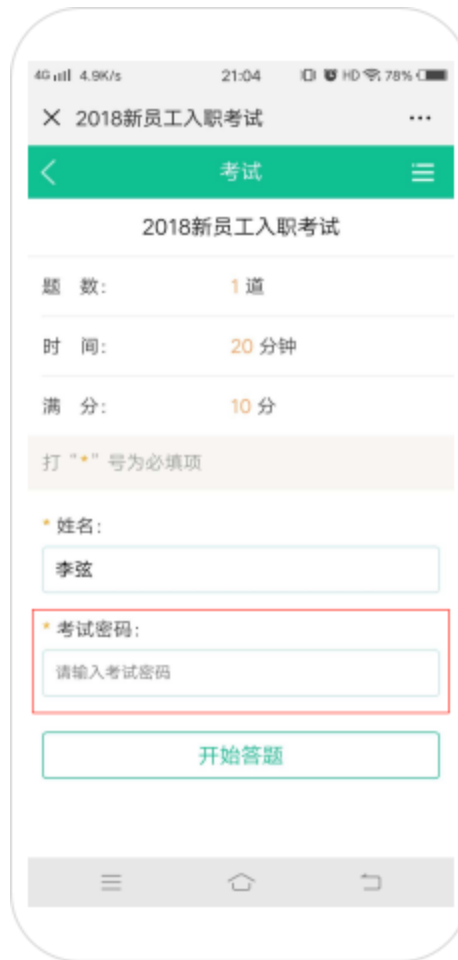 4G 4.9K/s 21:04 HD 78%
2018新员工入职考试 ...
考试
2018新员工入职考试
题 数: 1 道
时 间: 20 分钟
满 分: 10 分
打 "*" 号为必填项
* 姓名:
李弦
* 考试密码:
请输入考试密码
开始答题